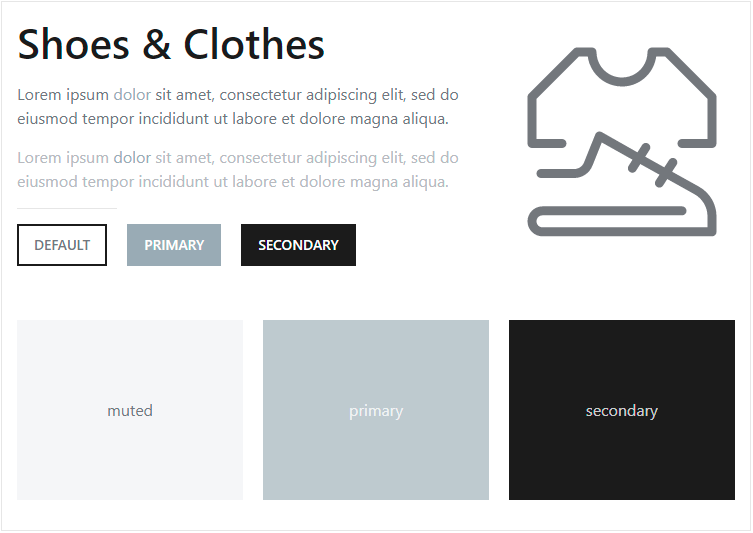 Shoes & Clothes
Lorem ipsum dolor sit amet, consectetur adipiscing elit, sed do
eiusmod tempor incididunt ut labore et dolore magna aliqua.
Lorem ipsum dolor sit amet, consectetur adipiscing elit, sed do
eiusmod tempor incididunt ut labore et dolore magna aliqua.
DEFAULT PRIMARY SECONDARY
muted primary secondary